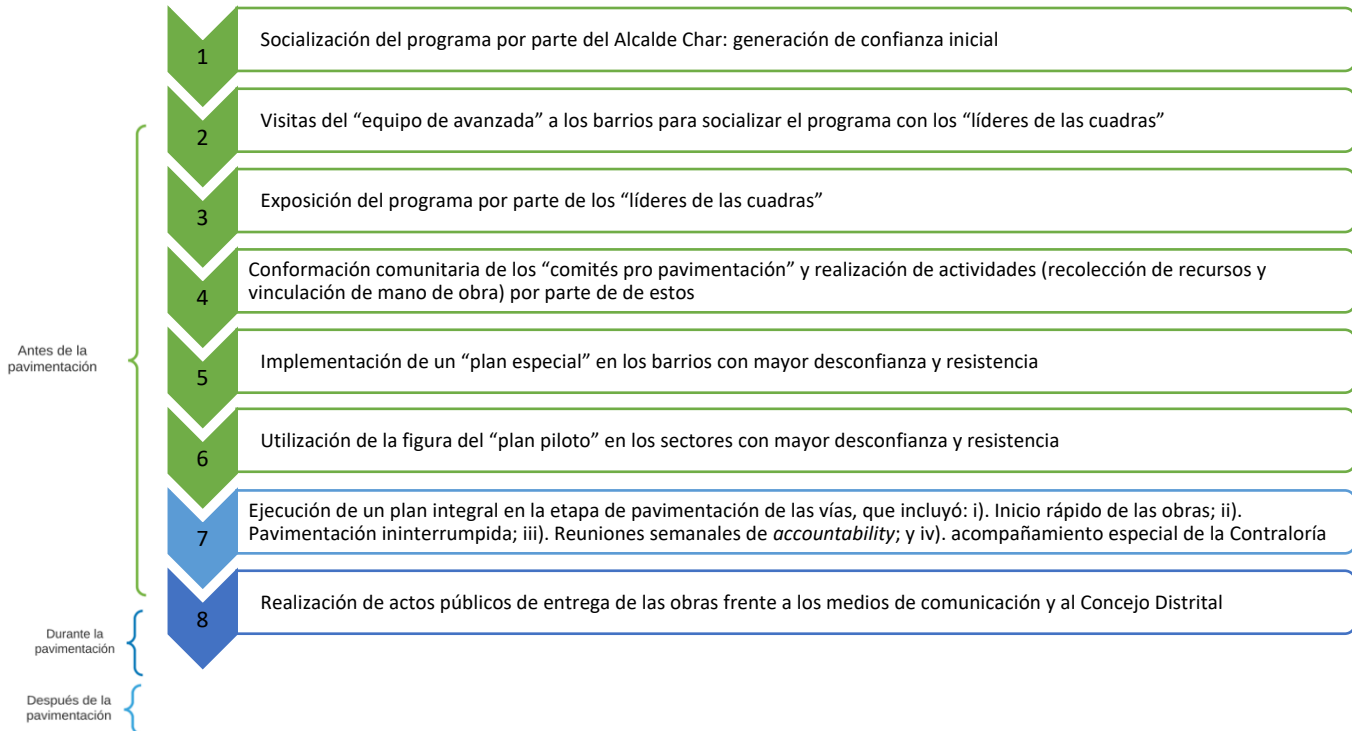 1
Socialización del programa por parte del Alcalde Char: generación de confianza inicial
2
Visitas del “equipo de avanzada” a los barrios para socializar el programa con los “líderes de las cuadras”
3
Exposición del programa por parte de los “líderes de las cuadras”
4
Conformación comunitaria de los “comités pro pavimentación” y realización de actividades (recolección de recursos y
vinculación de mano de obra) por parte de de estos
Antes de la
pavimentación
5
Implementación de un “plan especial” en los barrios con mayor desconfianza y resistencia
6
Utilización de la figura del “plan piloto” en los sectores con mayor desconfianza y resistencia
7
Ejecución de un plan integral en la etapa de pavimentación de las vías, que incluyó: i). Inicio rápido de las obras; ii).
Pavimentación ininterrumpida; iii). Reuniones semanales de accountability; y iv). acompañamiento especial de la Contraloría
8
Realización de actos públicos de entrega de las obras frente a los medios de comunicación y al Concejo Distrital
Durante la
pavimentación
Después de la
pavimentación